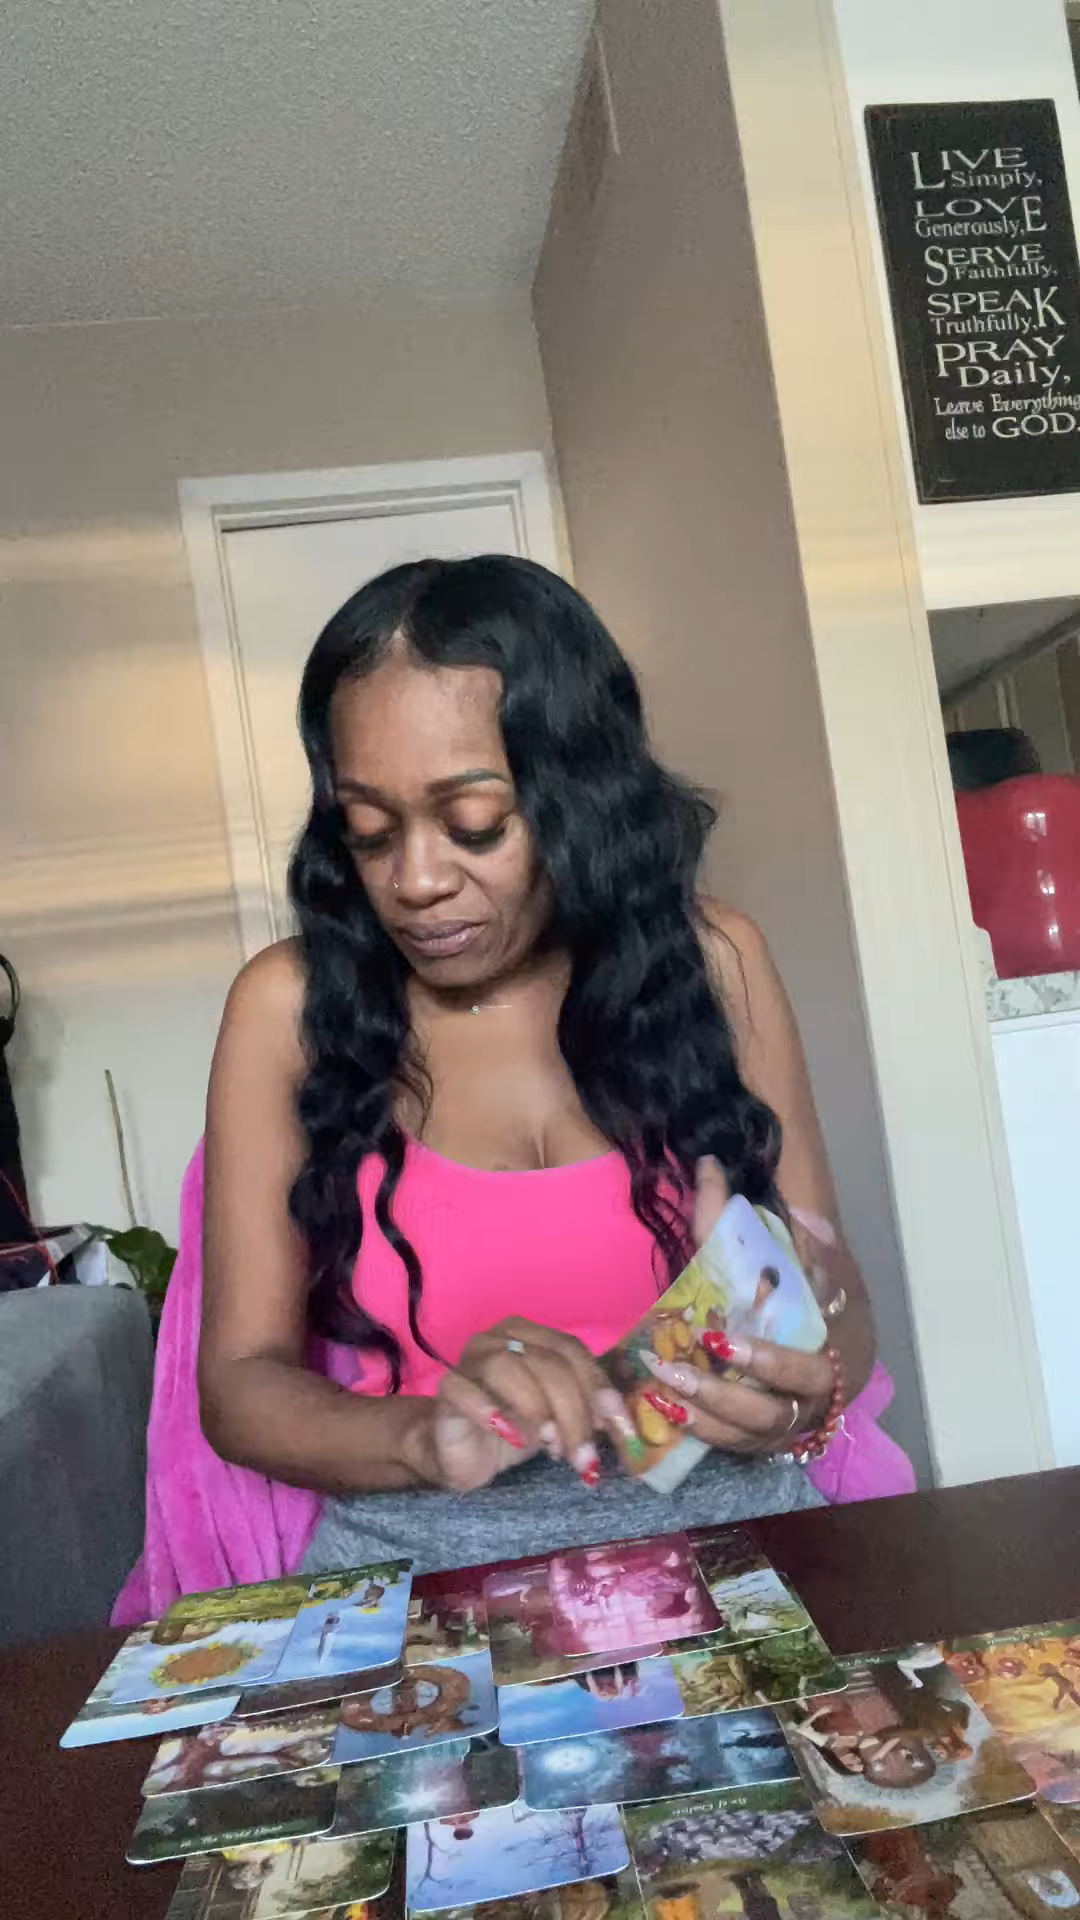 LIVE
Simply,
LOVE
Generously,
SERVE
Faithfully,
SPEAK
Truthfully,
PRAY
Daily,
Leave Everything
else to GOD.